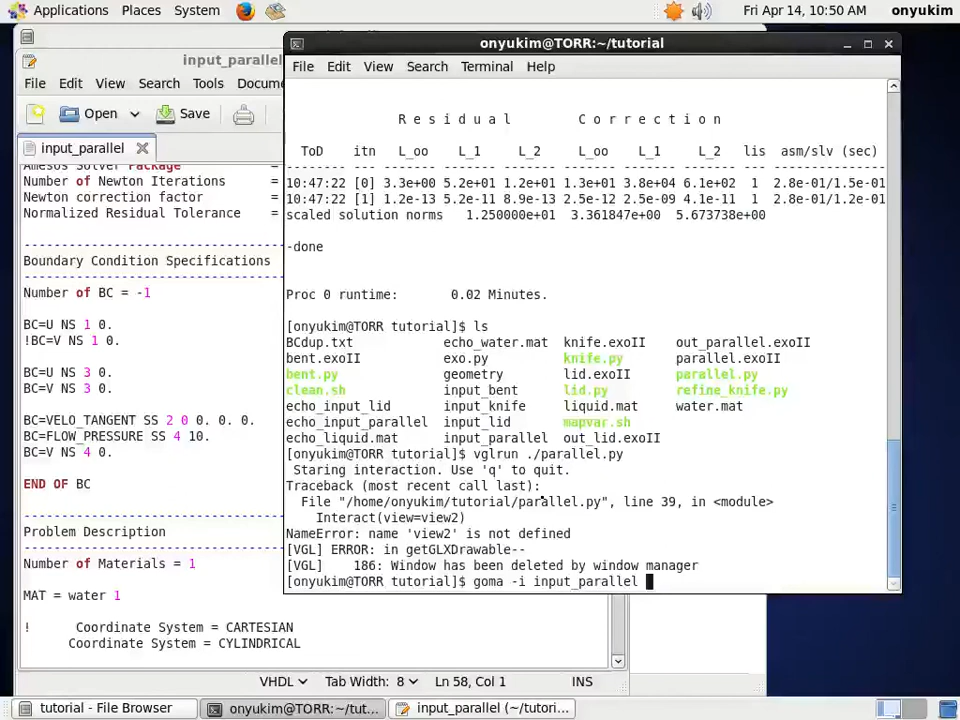 Applications Places System Fri Apr 14, 10:50 AM onyukim
input_parallel
File Edit View Search Tools Docume
Open Save
input_parallel
Amesos Solver Package
Number of Newton Iterations =
Newton correction factor =
Normalized Residual Tolerance =
Boundary Condition Specifications
Number of BC = -1
BC=U NS 1 0.
!BC=V NS 1 0.
BC=U NS 3 0.
BC=V NS 3 0.
BC=VELO_TANGENT SS 2 0 0. 0. 0.
BC=FLOW_PRESSURE SS 4 10.
BC=V NS 4 0.
END OF BC
Problem Description
Number of Materials = 1
MAT = water 1
! Coordinate System = CARTESIAN
Coordinate System = CYLINDRICAL
VHDL Tab Width: 8 Ln 58, Col 1 INS
onyukim@TORR:~/tutorial
File Edit View Search Terminal Help
R e s i d u a l C o r r e c t i o n
ToD itn L_oo L_1 L_2 L_oo L_1 L_2 lis asm/slv (sec)
10:47:22 [0] 3.3e+00 5.2e+01 1.2e+01 1.3e+01 3.8e+04 6.1e+02 1 2.8e-01/1.5e-01
10:47:22 [1] 1.2e-13 5.2e-11 8.9e-13 2.5e-12 2.5e-09 4.1e-11 1 2.8e-01/1.2e-01
scaled solution norms 1.250000e+01 3.361847e+00 5.673738e+00
-done
Proc 0 runtime: 0.02 Minutes.
[onyukim@TORR tutorial]$ ls
BCdup.txt echo_water.mat knife.exoII out_parallel.exoII
bent.exoII exo.py knife.py parallel.exoII
bent.py geometry lid.exoII parallel.py
clean.sh input_bent lid.py refine_knife.py
echo_input_lid input_knife liquid.mat water.mat
echo_input_parallel input_lid mapvar.sh
echo_liquid.mat input_parallel out_lid.exoII
[onyukim@TORR tutorial]$ vglrun ./parallel.py
Staring interaction. Use 'q' to quit.
Traceback (most recent call last):
File "/home/onyukim/tutorial/parallel.py", line 39, in <module>
Interact(view=view2)
NameError: name 'view2' is not defined
[VGL] ERROR: in getGLXDrawable--
[VGL] 186: Window has been deleted by window manager
[onyukim@TORR tutorial]$ goma -i input_parallel
tutorial - File Browser onyukim@TORR:~/tut... input_parallel (~/tutori...